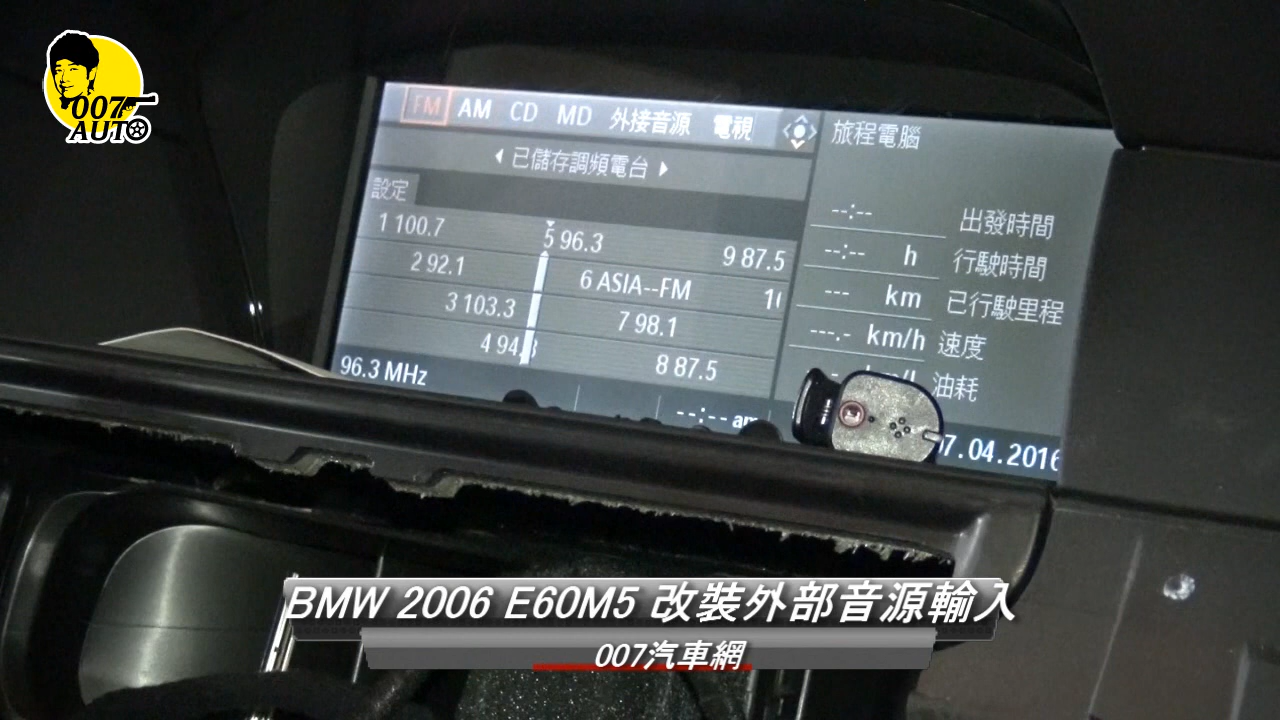 007
AUTO
FM AM CD MD 外接音源 電視
已儲存調頻電台
設定
1 100.7
2 92.1
3 103.3
4 94.
5 96.3
6 ASIA--FM
7 98.1
8 87.5
9 87.5
96.3 MHz
--:-- am
旅程電腦
--:-- 出發時間
--:-- h 行駛時間
--- km 已行駛里程
---.- km/h 速度
油耗
07.04.2016
BMW 2006 E60M5 改裝外部音源輸入
007汽車網